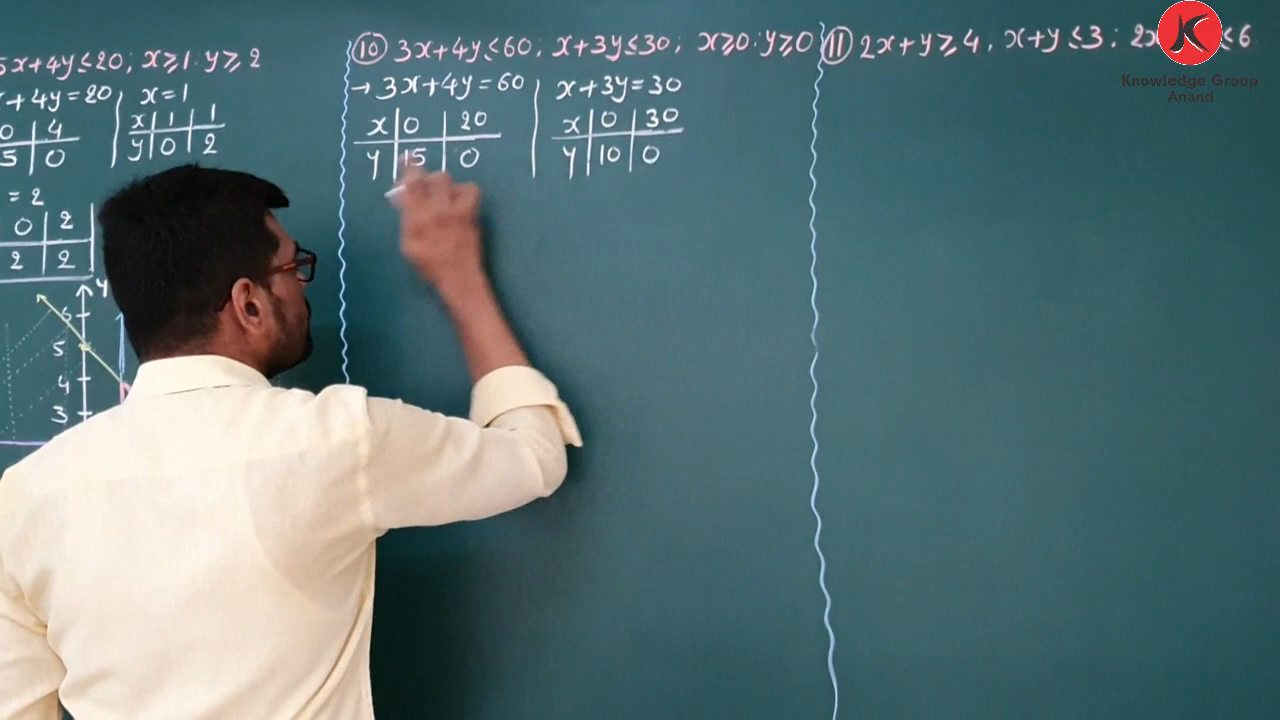 5x+4y≤20; x≥1. y≥2
x+4y=20 | x=1
0 | 4
5 | 0
x | 1 | 1
y | 0 | 2
= 2
0 | 2
2 | 2
Y
6
5
4
3
⑩ 3x+4y≤60; x+3y≤30; x≥0. y≥0
→ 3x+4y=60 | x+3y=30
x | 0 | 20
y | 15 | 0
x | 0 | 30
y | 10 | 0
⑪ 2x+y≥4, x+y≤3; 2x ≤6
K
Knowledge Group
Anand